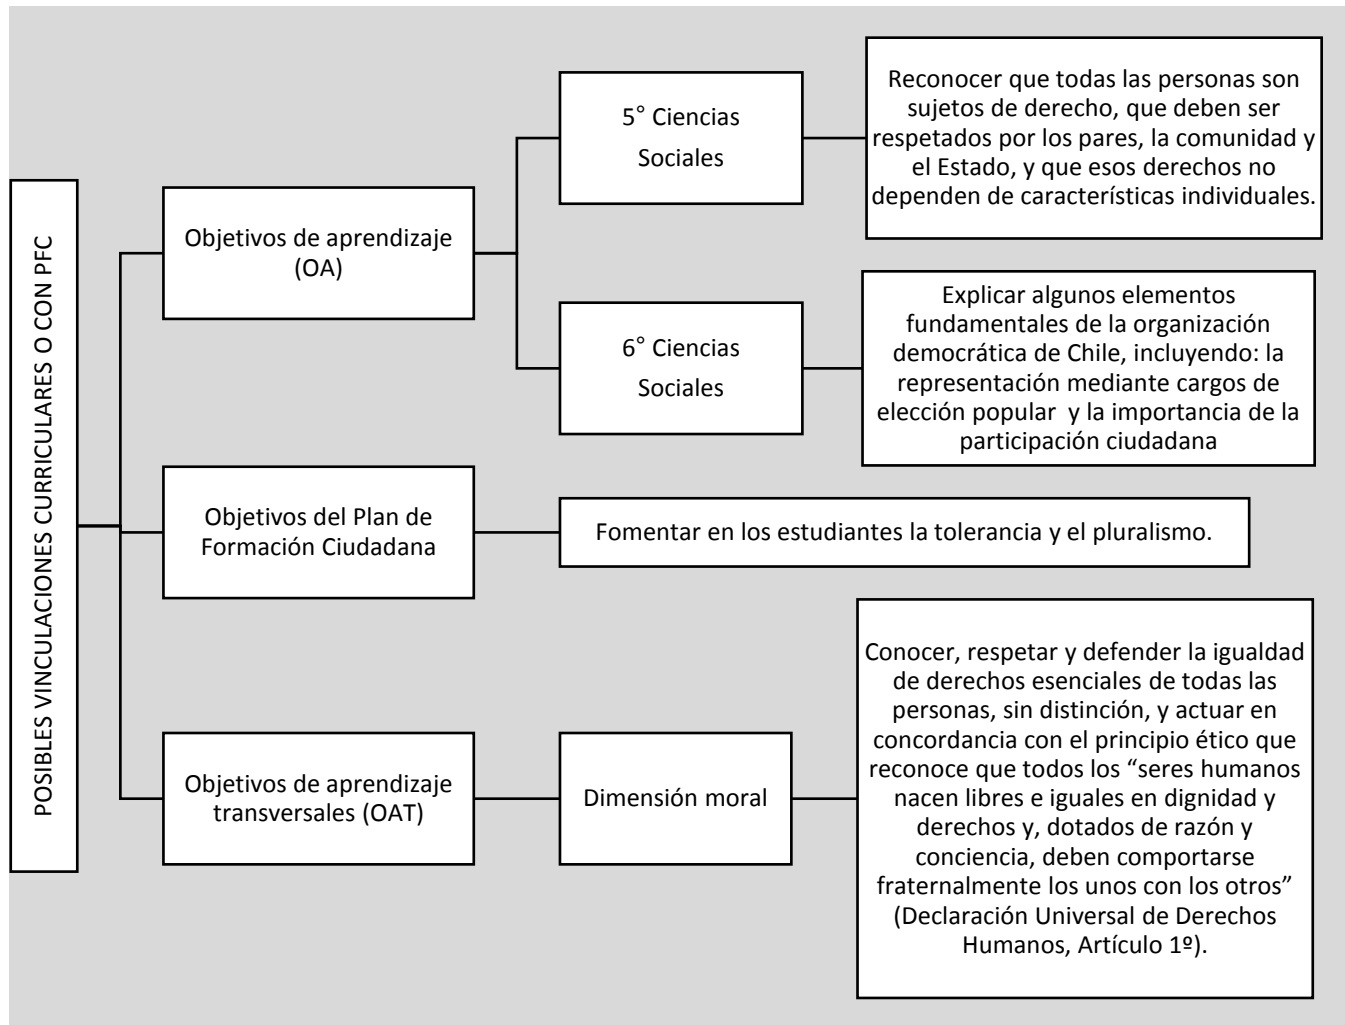 POSIBLES VINCULACIONES CURRICULARES O CON PFC
Objetivos de aprendizaje
(OA)
5° Ciencias
Sociales
Reconocer que todas las personas son
sujetos de derecho, que deben ser
respetados por los pares, la comunidad y
el Estado, y que esos derechos no
dependen de características individuales.
6° Ciencias
Sociales
Explicar algunos elementos
fundamentales de la organización
democrática de Chile, incluyendo: la
representación mediante cargos de
elección popular  y la importancia de la
participación ciudadana
Objetivos del Plan de
Formación Ciudadana
Fomentar en los estudiantes la tolerancia y el pluralismo.
Objetivos de aprendizaje
transversales (OAT)
Dimensión moral
Conocer, respetar y defender la igualdad
de derechos esenciales de todas las
personas, sin distinción, y actuar en
concordancia con el principio ético que
reconoce que todos los “seres humanos
nacen libres e iguales en dignidad y
derechos y, dotados de razón y
conciencia, deben comportarse
fraternalmente los unos con los otros”
(Declaración Universal de Derechos
Humanos, Artículo 1º).